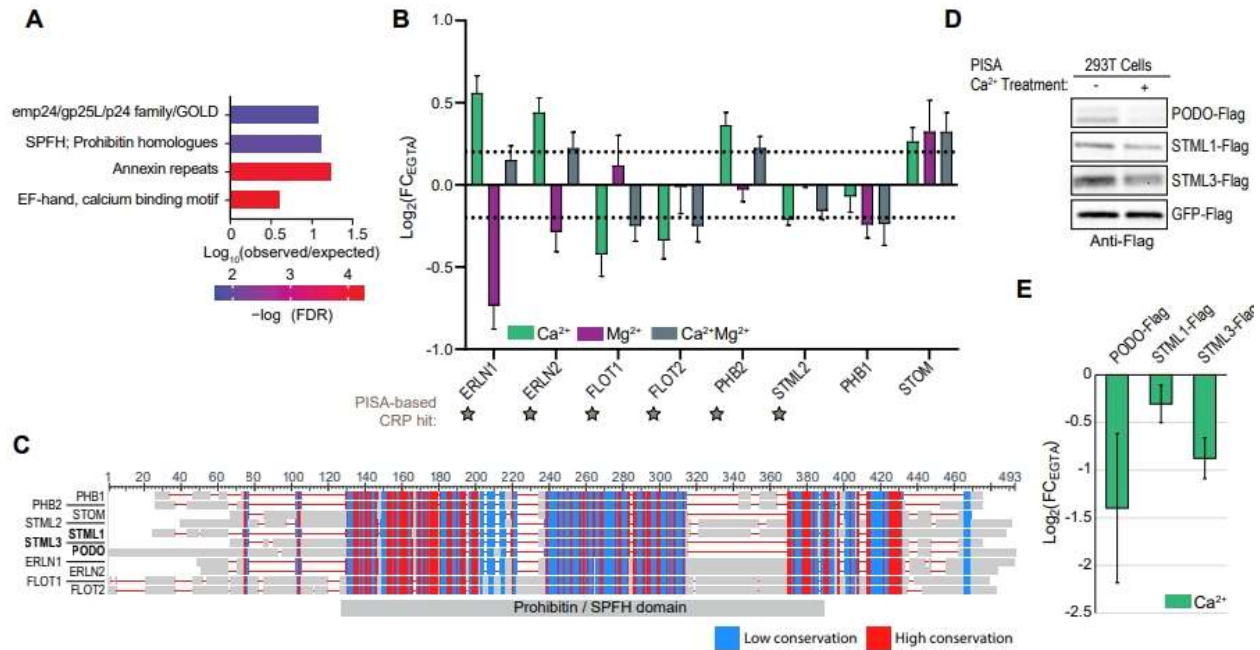 A
emp24/gp25L/p24 family/GOLD
SPFH; Prohibitin homologues
Annexin repeats
EF-hand, calcium binding motif
0 0.5 1 1.5
Log10(observed/expected)
2 3 4
−log (FDR)
B
Log2(FCEGTA)
1.0
0.5
0.0
-0.5
-1.0
Ca2+ Mg2+ Ca2+Mg2+
ERLN1 ERLN2 FLOT1 FLOT2 PHB2 STML2 PHB1 STOM
PISA-based
CRP hit:
C
1 20 40 60 80 100 120 140 160 180 200 220 240 260 280 300 320 340 360 380 400 420 440 460 493
PHB1
PHB2
STOM
STML2
STML1
STML3
PODO
ERLN1
ERLN2
FLOT1
FLOT2
Prohibitin / SPFH domain
Low conservation High conservation
D
PISA 293T Cells
Ca2+ Treatment: - +
PODO-Flag
STML1-Flag
STML3-Flag
GFP-Flag
Anti-Flag
E
PODO-Flag STML1-Flag STML3-Flag
Log2(FCEGTA)
0
-0.5
-1
-1.5
-2
-2.5
Ca2+